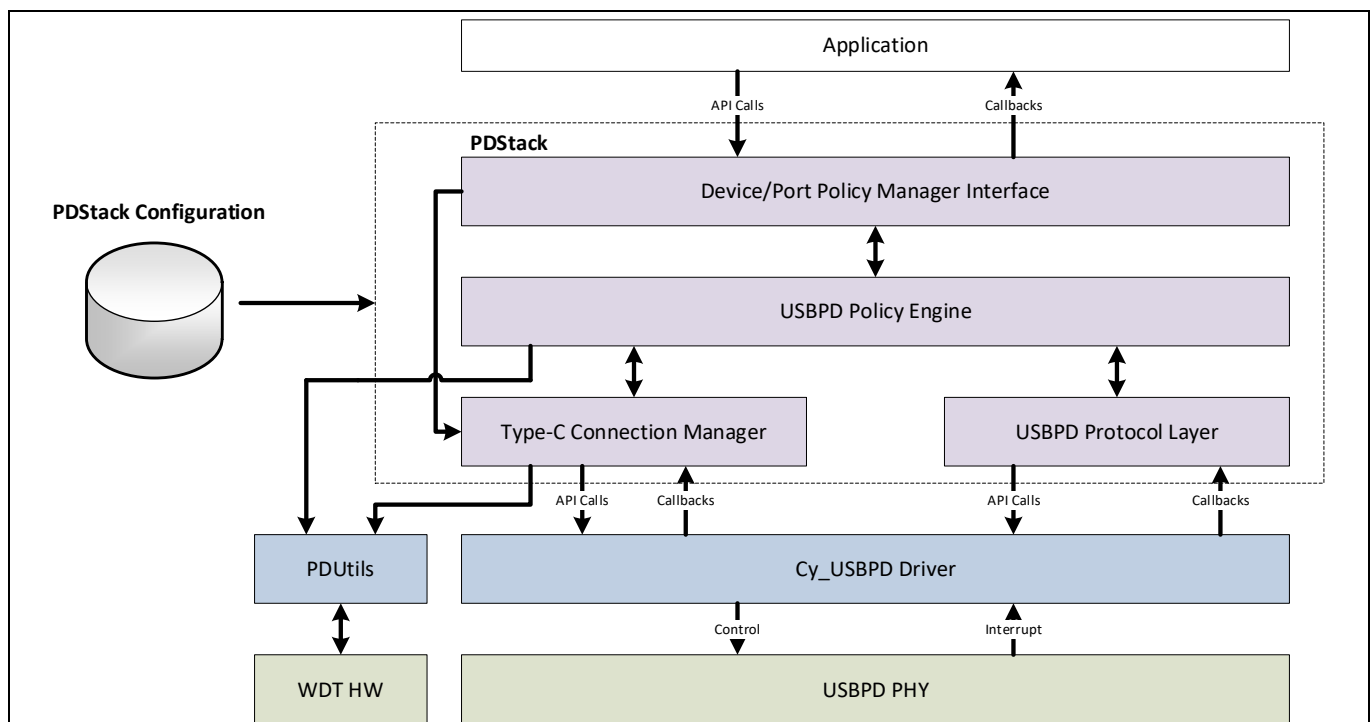 Application
API Calls
Callbacks
PDStack
Device/Port Policy Manager Interface
PDStack Configuration
USBPD Policy Engine
Type-C Connection Manager
USBPD Protocol Layer
API Calls
Callbacks
API Calls
Callbacks
PDUtils
Cy_USBPD Driver
Control
Interrupt
WDT HW
USBPD PHY